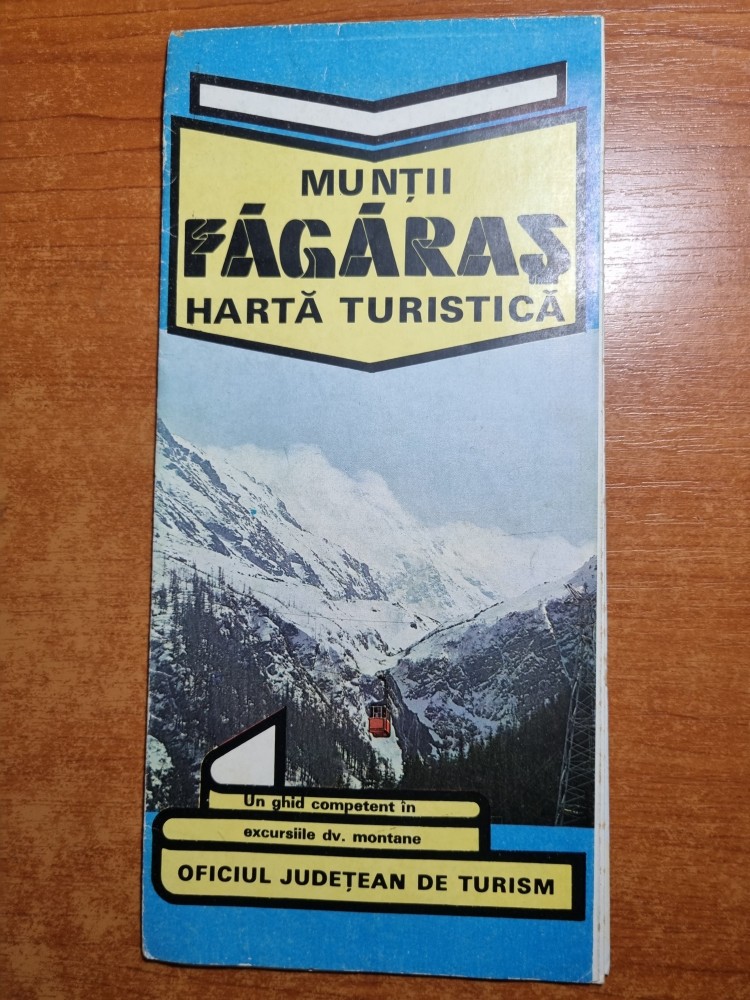 MUNȚII
FĂGĂRAȘ
HARTĂ TURISTICĂ
Un ghid competent în
excursiile dv. montane
OFICIUL JUDEȚEAN DE TURISM